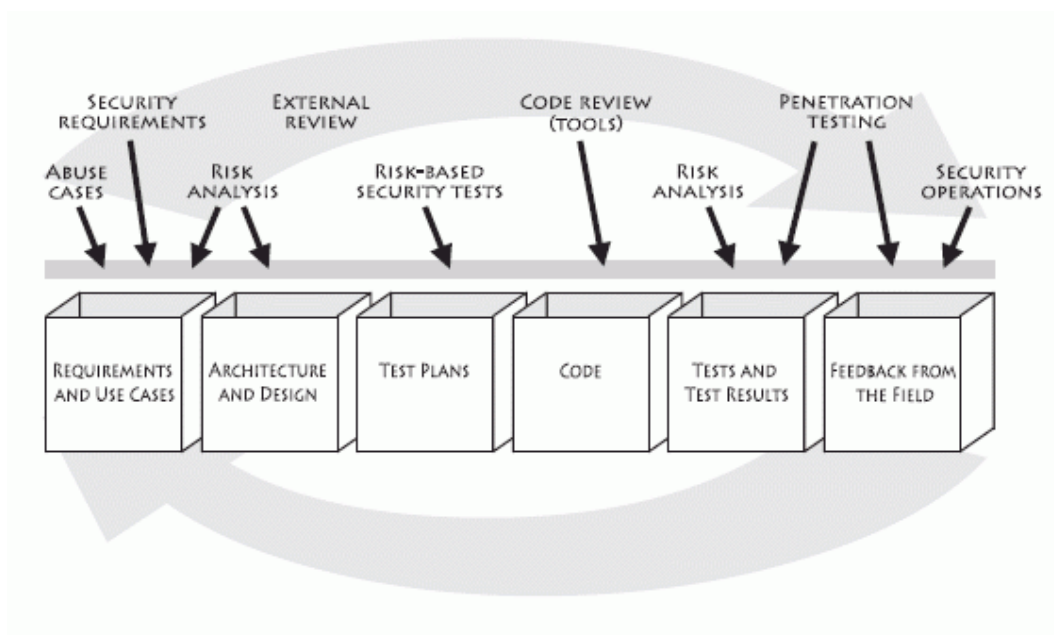 SECURITY
REQUIREMENTS
EXTERNAL
REVIEW
CODE REVIEW
(TOOLS)
PENETRATION
TESTING
ABUSE
CASES
RISK
ANALYSIS
RISK-BASED
SECURITY TESTS
RISK
ANALYSIS
SECURITY
OPERATIONS
REQUIREMENTS
AND USE CASES
ARCHITECTURE
AND DESIGN
TEST PLANS
CODE
TESTS AND
TEST RESULTS
FEEDBACK FROM
THE FIELD